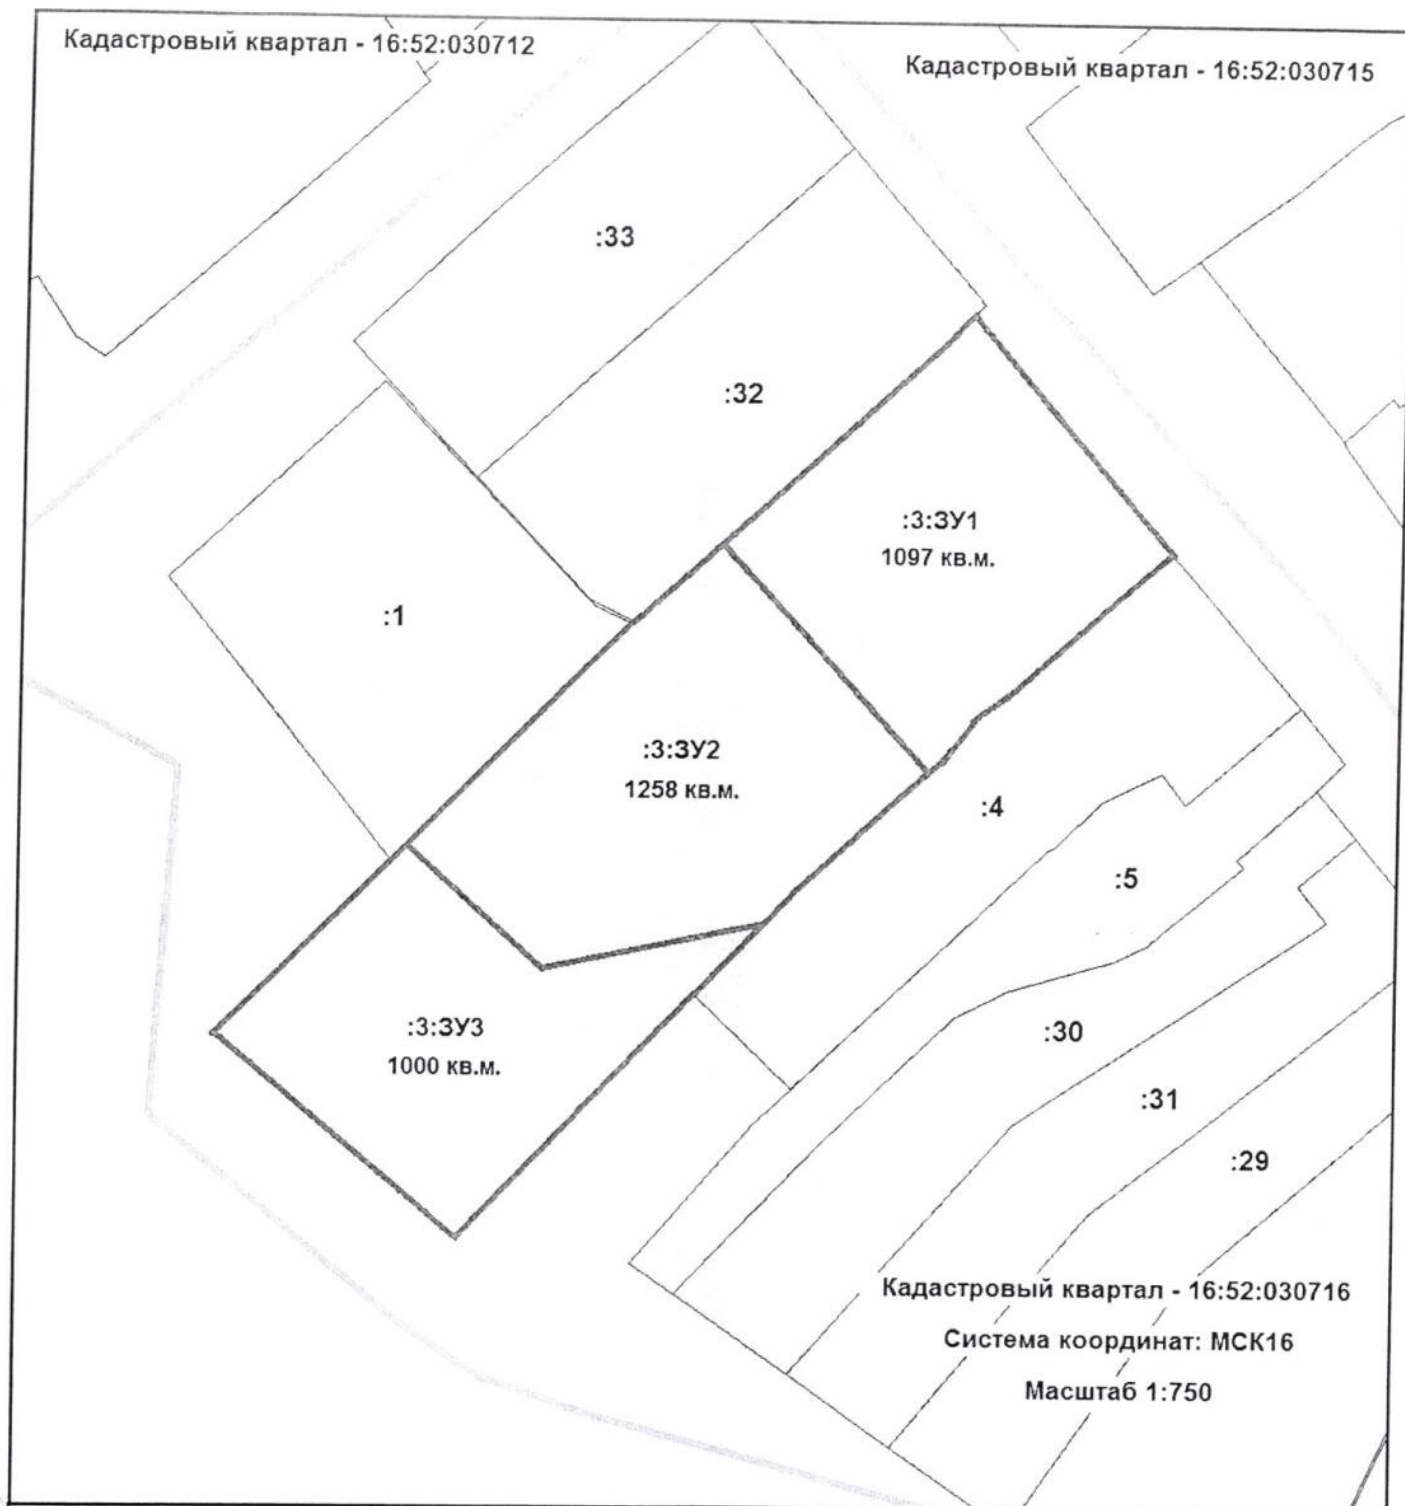 Кадастровый квартал - 16:52:030712
Кадастровый квартал - 16:52:030715
:33
:32
:3:ЗУ1
1097 кв.м.
:1
:3:ЗУ2
1258 кв.м.
:4
:5
:3:ЗУ3
1000 кв.м.
:30
:31
:29
Кадастровый квартал - 16:52:030716
Система координат: МСК16
Масштаб 1:750